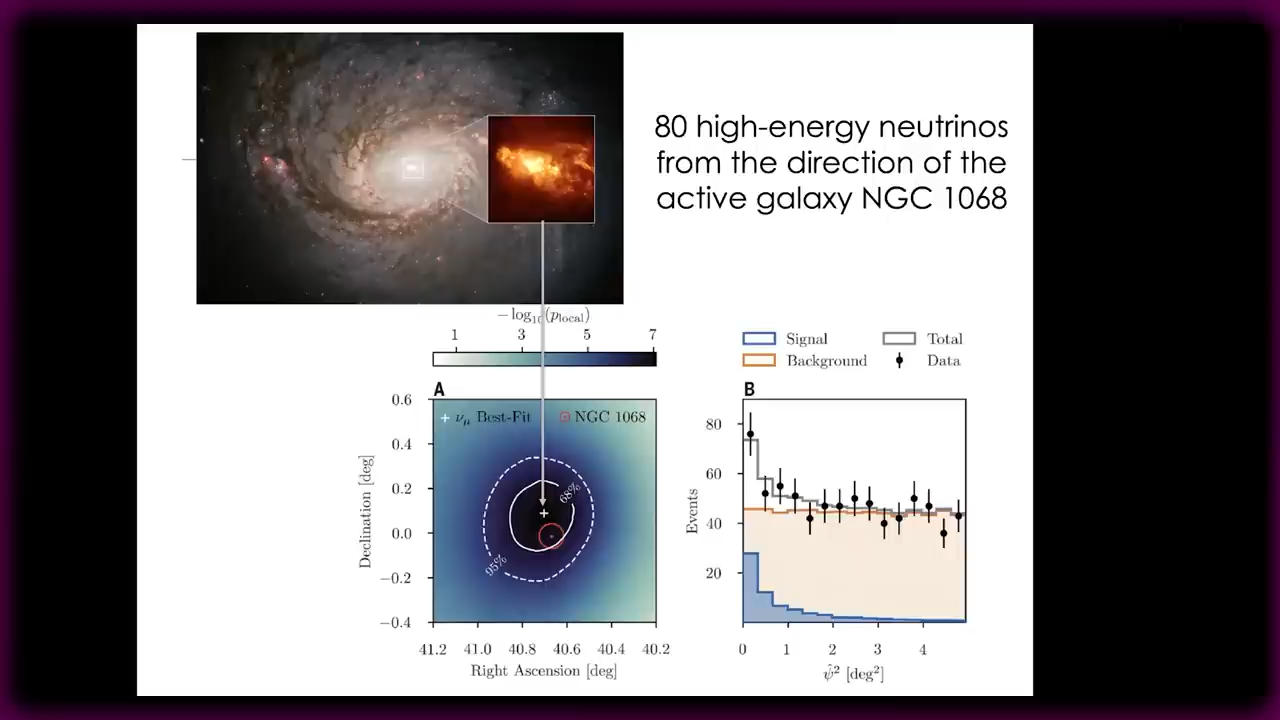 80 high-energy neutrinos
from the direction of the
active galaxy NGC 1068
−log₁₀(p_local)
1 3 5 7
A
ν_μ Best-Fit NGC 1068
68%
95%
0.6
0.4
0.2
0.0
−0.2
−0.4
Declination [deg]
41.2 41.0 40.8 40.6 40.4 40.2
Right Ascension [deg]
Signal Total
Background Data
B
80
60
40
20
Events
0 1 2 3 4
ψ̂² [deg²]